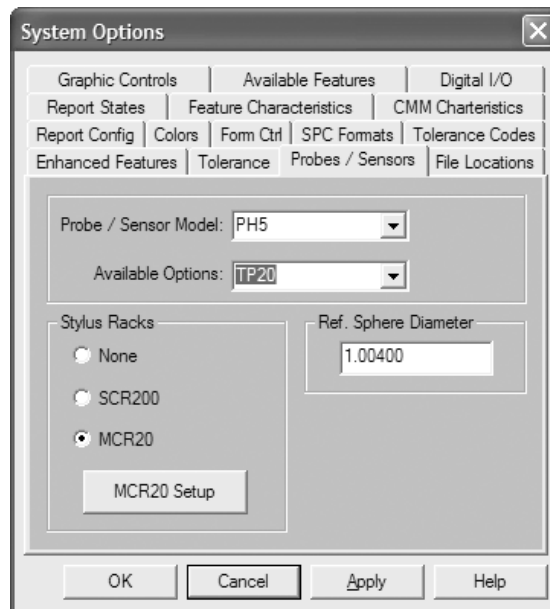 System Options
Graphic Controls Available Features Digital I/O
Report States Feature Characteristics CMM Charteristics
Report Config Colors Form Ctrl SPC Formats Tolerance Codes
Enhanced Features Tolerance Probes / Sensors File Locations
Probe / Sensor Model: PH5
Available Options: TP20
Stylus Racks Ref. Sphere Diameter
None 1.00400
SCR200
MCR20
MCR20 Setup
OK Cancel Apply Help